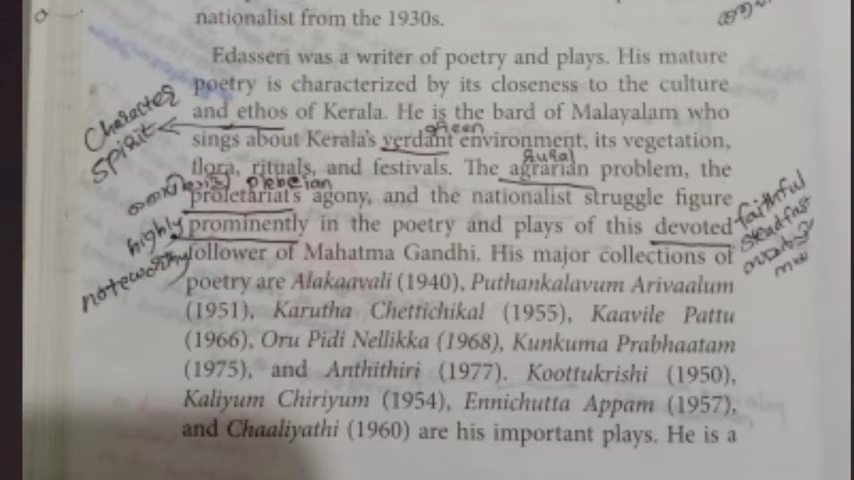 nationalist from the 1930s.
Edasseri was a writer of poetry and plays. His mature
poetry is characterized by its closeness to the culture
Character
and ethos of Kerala. He is the bard of Malayalam who
spirit
green
sings about Kerala's verdant environment, its vegetation,
rural
flora, rituals, and festivals. The agrarian problem, the
plebeian
proletariat's agony, and the nationalist struggle figure
faithful
highly prominently in the poetry and plays of this devoted
steadfast
noteworthy follower of Mahatma Gandhi. His major collections of
poetry are Alakaavali (1940), Puthankalavum Arivaalum
(1951), Karutha Chettichikal (1955), Kaavile Pattu
(1966), Oru Pidi Nellikka (1968), Kunkuma Prabhaatam
(1975), and Anthithiri (1977). Koottukrishi (1950),
Kaliyum Chiriyum (1954), Ennichutta Appam (1957),
and Chaaliyathi (1960) are his important plays. He is a